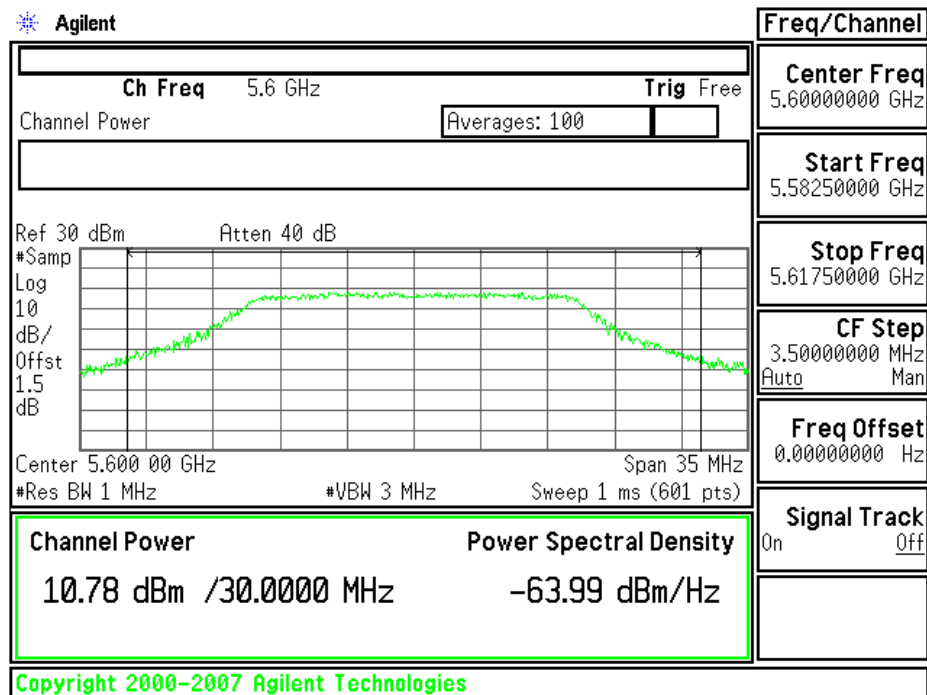 Agilent
Freq/Channel
Ch Freq 5.6 GHz Trig Free
Channel Power Averages: 100
Ref 30 dBm Atten 40 dB
#Samp
Log
10
dB/
Offst
1.5
dB
Center 5.600 00 GHz Span 35 MHz
#Res BW 1 MHz #VBW 3 MHz Sweep 1 ms (601 pts)
Channel Power Power Spectral Density
10.78 dBm /30.0000 MHz -63.99 dBm/Hz
Center Freq
5.60000000 GHz
Start Freq
5.58250000 GHz
Stop Freq
5.61750000 GHz
CF Step
3.50000000 MHz
Auto Man
Freq Offset
0.00000000 Hz
Signal Track
On Off
Copyright 2000-2007 Agilent Technologies